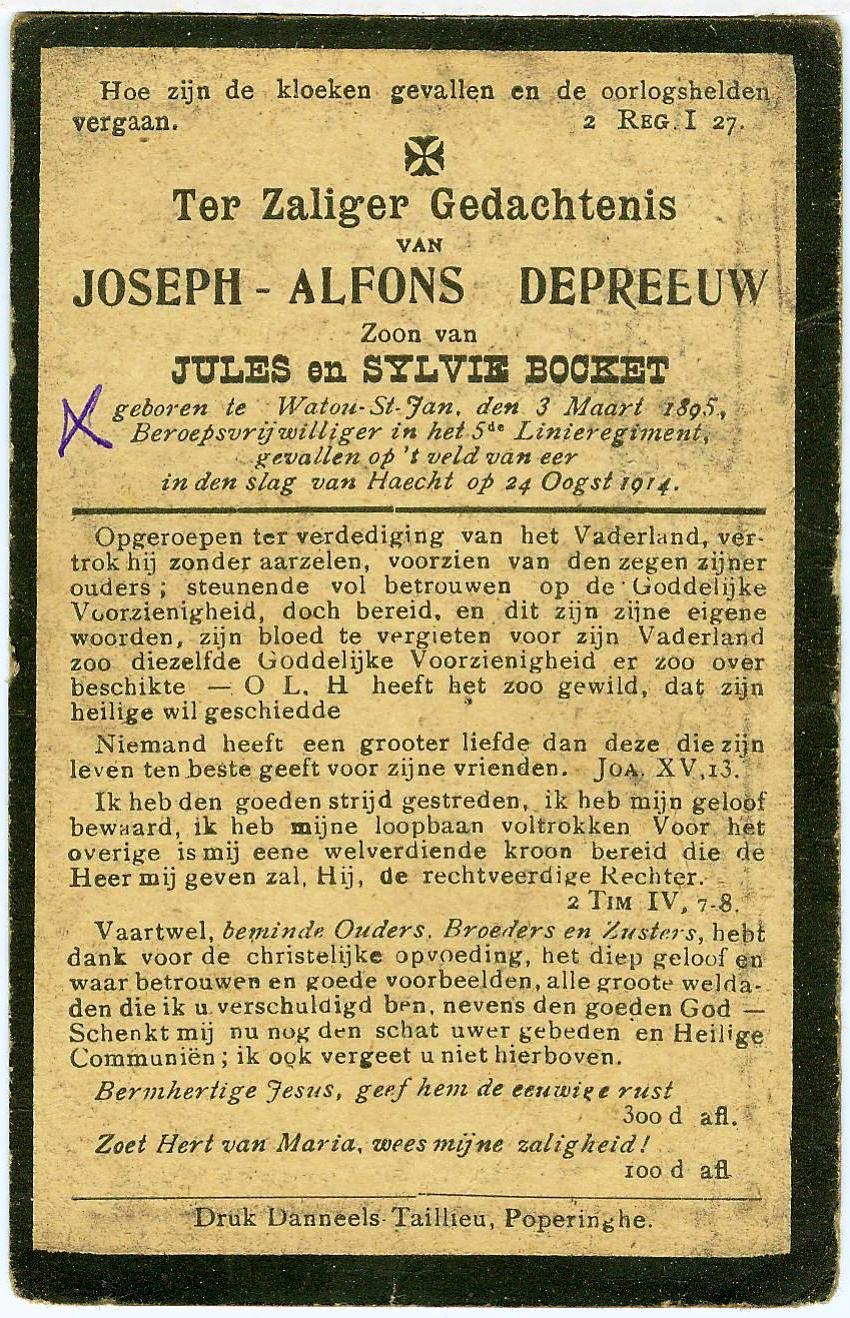 Hoe zijn de kloeken gevallen en de oorlogshelden
vergaan. 2 REG. I 27.
Ter Zaliger Gedachtenis
VAN
JOSEPH - ALFONS DEPREEUW
Zoon van
JULES en SYLVIE BOCKET
geboren te Watou-St-Jan, den 3 Maart 1895,
Beroepsvrijwilliger in het 5de Linieregiment,
gevallen op 't veld van eer
in den slag van Haecht op 24 Oogst 1914.
Opgeroepen ter verdediging van het Vaderland, ver-
trok hij zonder aarzelen, voorzien van den zegen zijner
ouders ; steunende vol betrouwen op de Goddelijke
Voorzienigheid, doch bereid, en dit zijn zijne eigene
woorden, zijn bloed te vergieten voor zijn Vaderland
zoo diezelfde Goddelijke Voorzienigheid er zoo over
beschikte — O L. H heeft het zoo gewild, dat zijn
heilige wil geschiedde
Niemand heeft een grooter liefde dan deze die zijn
leven ten beste geeft voor zijne vrienden. JOA. XV, 13.
Ik heb den goeden strijd gestreden, ik heb mijn geloof
bewaard, ik heb mijne loopbaan voltrokken Voor het
overige is mij eene welverdiende kroon bereid die de
Heer mij geven zal, Hij, de rechtveerdige Rechter.
2 TIM IV, 7-8.
Vaartwel, beminde Ouders, Broeders en Zusters, hebt
dank voor de christelijke opvoeding, het diep geloof en
waar betrouwen en goede voorbeelden, alle groote welda-
den die ik u verschuldigd ben, nevens den goeden God —
Schenkt mij nu nog den schat uwer gebeden en Heilige
Communiën ; ik ook vergeet u niet hierboven.
Bermhertige Jesus, geef hem de eeuwige rust
300 d afl.
Zoet Hert van Maria, wees mijne zaligheid !
100 d afl
Druk Danneels-Taillieu, Poperinghe.